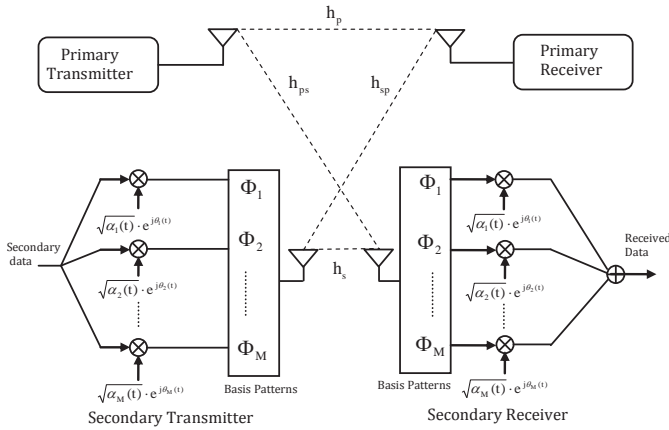 h_p
Primary
Transmitter
Primary
Receiver
h_ps
h_sp
Φ_1
Φ_1
√α_1(t) · e^jθ_1(t)
√α_1(t) · e^jθ_1(t)
Secondary
data
Φ_2
h_s
Φ_2
Received
Data
√α_2(t) · e^jθ_2(t)
√α_2(t) · e^jθ_2(t)
Φ_M
Φ_M
√α_M(t) · e^jθ_M(t)
Basis Patterns
Basis Patterns
√α_M(t) · e^jθ_M(t)
Secondary Transmitter
Secondary Receiver